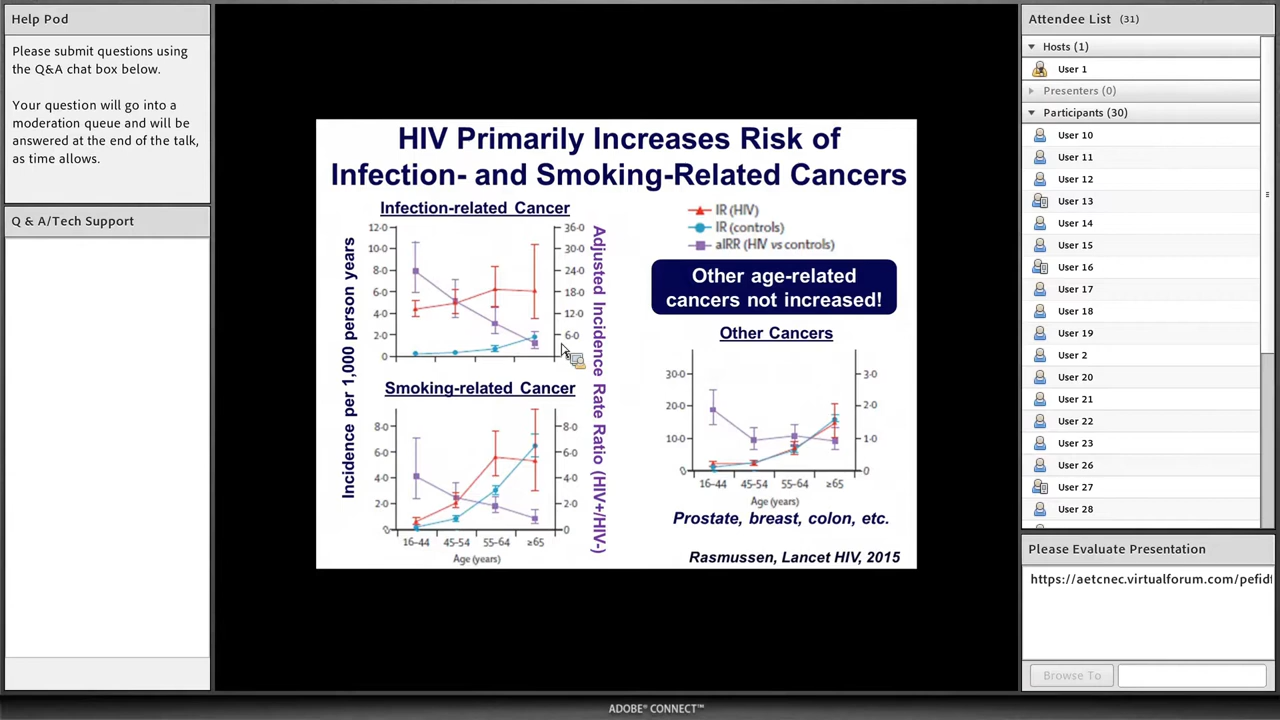 Help Pod
Please submit questions using
the Q&A chat box below.
Your question will go into a
moderation queue and will be
answered at the end of the talk,
as time allows.
Q & A/Tech Support
HIV Primarily Increases Risk of
Infection- and Smoking-Related Cancers
Infection-related Cancer
12·0
10·0
8·0
6·0
4·0
2·0
0
36·0
30·0
24·0
18·0
12·0
6·0
Smoking-related Cancer
8·0
6·0
4·0
2·0
0
8·0
6·0
4·0
2·0
0
16–44
45–54
55–64
≥65
Age (years)
Incidence per 1,000 person years
Adjusted Incidence Rate Ratio (HIV+/HIV-)
IR (HIV)
IR (controls)
aIRR (HIV vs controls)
Other age-related
cancers not increased!
Other Cancers
30·0
20·0
10·0
0
3·0
2·0
1·0
0
16–44
45–54
55–64
≥65
Age (years)
Prostate, breast, colon, etc.
Rasmussen, Lancet HIV, 2015
Attendee List (31)
Hosts (1)
User 1
Presenters (0)
Participants (30)
User 10
User 11
User 12
User 13
User 14
User 15
User 16
User 17
User 18
User 19
User 2
User 20
User 21
User 22
User 23
User 26
User 27
User 28
Please Evaluate Presentation
https://aetcnec.virtualforum.com/pefidf
Browse To
ADOBE® CONNECT™